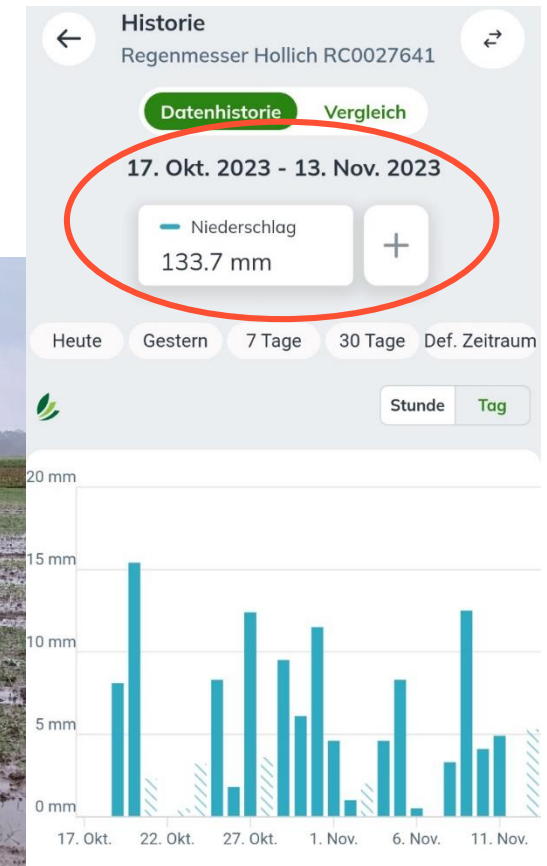 Historie
Regenmesser Hollich RC0027641
Datenhistorie Vergleich
17. Okt. 2023 - 13. Nov. 2023
Niederschlag
133.7 mm
Heute Gestern 7 Tage 30 Tage Def. Zeitraum
Stunde Tag
20 mm
15 mm
10 mm
5 mm
0 mm
17. Okt. 22. Okt. 27. Okt. 1. Nov. 6. Nov. 11. Nov.